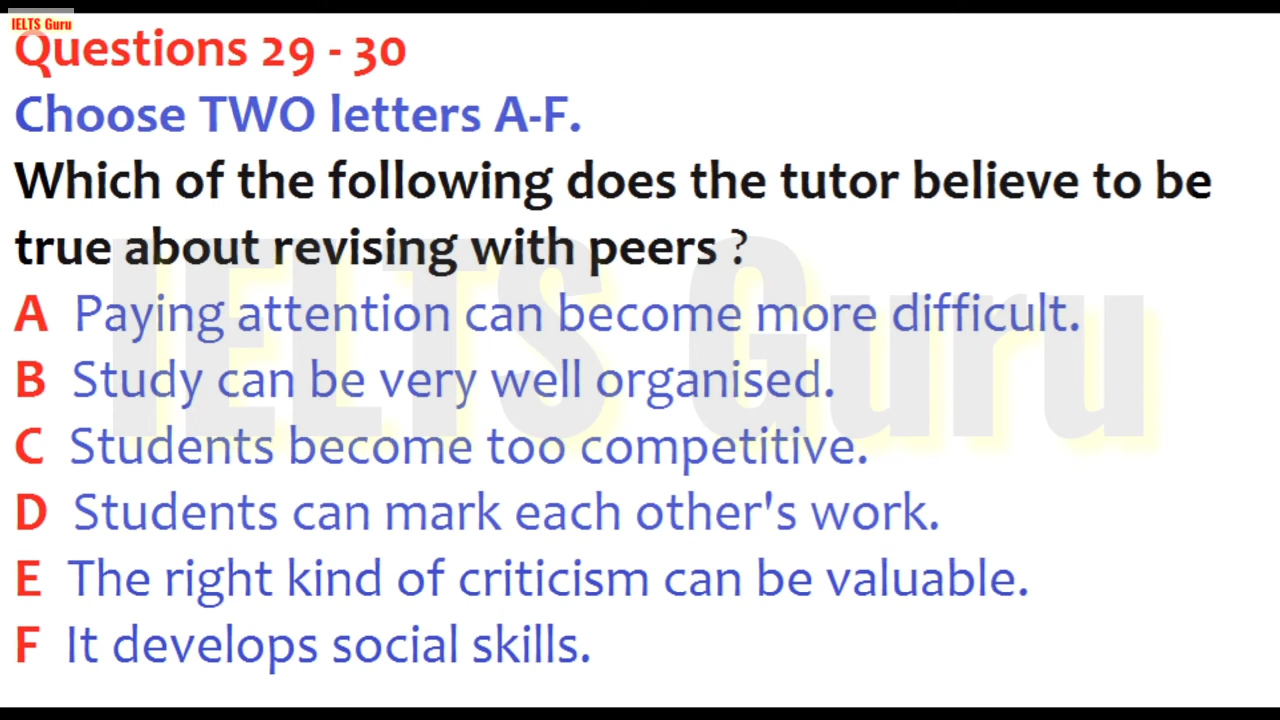 IELTS Guru
Questions 29 - 30
Choose TWO letters A-F.
Which of the following does the tutor believe to be
true about revising with peers ?
IELTS Guru
A Paying attention can become more difficult.
B Study can be very well organised.
C Students become too competitive.
D Students can mark each other's work.
E The right kind of criticism can be valuable.
F It develops social skills.